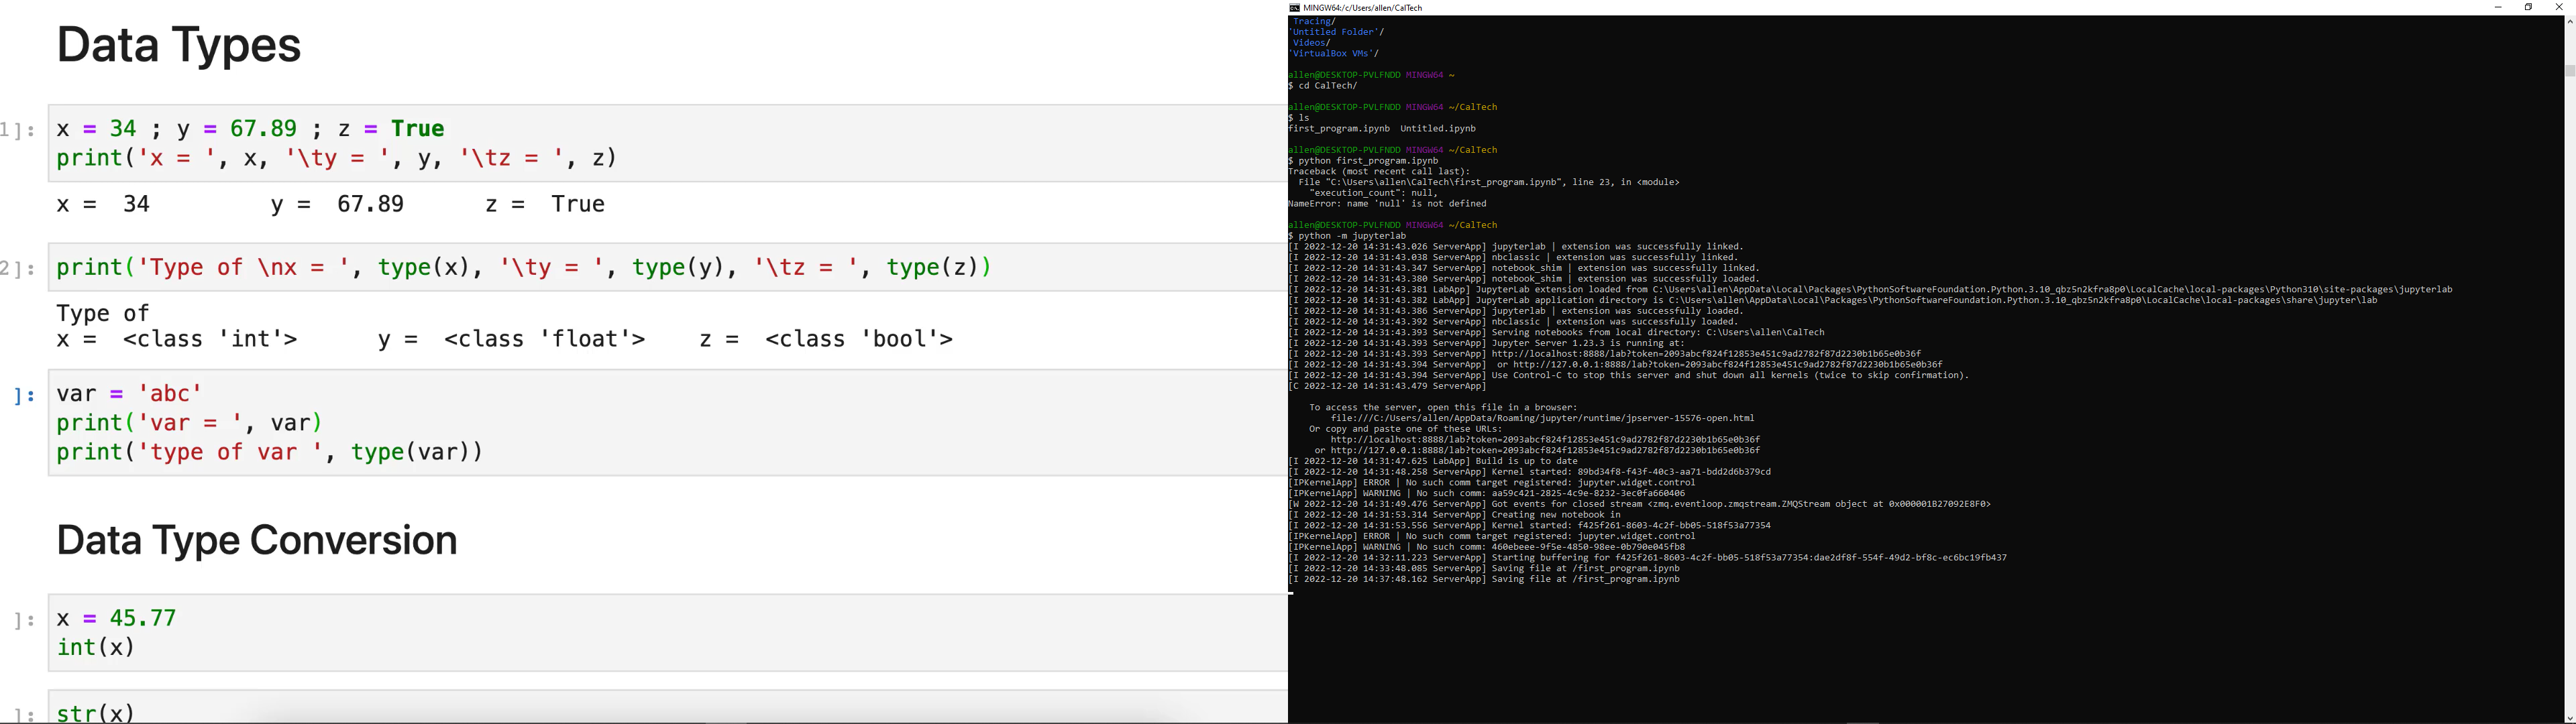 Data Types
1]:
x = 34 ; y = 67.89 ; z = True
print('x = ', x, '\ty = ', y, '\tz = ', z)
x =  34         y =  67.89      z =  True
2]:
print('Type of \nx = ', type(x), '\ty = ', type(y), '\tz = ', type(z))
Type of
x =  <class 'int'>      y =  <class 'float'>    z =  <class 'bool'>
]:
var = 'abc'
print('var = ', var)
print('type of var ', type(var))
Data Type Conversion
]:
x = 45.77
int(x)
]:
str(x)
MINGW64:/c/Users/allen/CalTech
Tracing/
'Untitled Folder'/
Videos/
'VirtualBox VMs'/
allen@DESKTOP-PVLFNDD MINGW64 ~
$ cd CalTech/
allen@DESKTOP-PVLFNDD MINGW64 ~/CalTech
$ ls
first_program.ipynb  Untitled.ipynb
allen@DESKTOP-PVLFNDD MINGW64 ~/CalTech
$ python first_program.ipynb
Traceback (most recent call last):
  File "C:\Users\allen\CalTech\first_program.ipynb", line 23, in <module>
    "execution_count": null,
NameError: name 'null' is not defined
allen@DESKTOP-PVLFNDD MINGW64 ~/CalTech
$ python -m jupyterlab
[I 2022-12-20 14:31:43.026 ServerApp] jupyterlab | extension was successfully linked.
[I 2022-12-20 14:31:43.038 ServerApp] nbclassic | extension was successfully linked.
[I 2022-12-20 14:31:43.347 ServerApp] notebook_shim | extension was successfully linked.
[I 2022-12-20 14:31:43.380 ServerApp] notebook_shim | extension was successfully loaded.
[I 2022-12-20 14:31:43.381 LabApp] JupyterLab extension loaded from C:\Users\allen\AppData\Local\Packages\PythonSoftwareFoundation.Python.3.10_qbz5n2kfra8p0\LocalCache\local-packages\Python310\site-packages\jupyterlab
[I 2022-12-20 14:31:43.382 LabApp] JupyterLab application directory is C:\Users\allen\AppData\Local\Packages\PythonSoftwareFoundation.Python.3.10_qbz5n2kfra8p0\LocalCache\local-packages\share\jupyter\lab
[I 2022-12-20 14:31:43.386 ServerApp] jupyterlab | extension was successfully loaded.
[I 2022-12-20 14:31:43.392 ServerApp] nbclassic | extension was successfully loaded.
[I 2022-12-20 14:31:43.393 ServerApp] Serving notebooks from local directory: C:\Users\allen\CalTech
[I 2022-12-20 14:31:43.393 ServerApp] Jupyter Server 1.23.3 is running at:
[I 2022-12-20 14:31:43.393 ServerApp] http://localhost:8888/lab?token=2093abcf824f12853e451c9ad2782f87d2230b1b65e0b36f
[I 2022-12-20 14:31:43.394 ServerApp]  or http://127.0.0.1:8888/lab?token=2093abcf824f12853e451c9ad2782f87d2230b1b65e0b36f
[I 2022-12-20 14:31:43.394 ServerApp] Use Control-C to stop this server and shut down all kernels (twice to skip confirmation).
[C 2022-12-20 14:31:43.479 ServerApp]
    To access the server, open this file in a browser:
        file:///C:/Users/allen/AppData/Roaming/jupyter/runtime/jpserver-15576-open.html
    Or copy and paste one of these URLs:
        http://localhost:8888/lab?token=2093abcf824f12853e451c9ad2782f87d2230b1b65e0b36f
     or http://127.0.0.1:8888/lab?token=2093abcf824f12853e451c9ad2782f87d2230b1b65e0b36f
[I 2022-12-20 14:31:47.625 LabApp] Build is up to date
[I 2022-12-20 14:31:48.258 ServerApp] Kernel started: 89bd34f8-f43f-40c3-aa71-bdd2d6b379cd
[IPKernelApp] ERROR | No such comm target registered: jupyter.widget.control
[IPKernelApp] WARNING | No such comm: aa59c421-2825-4c9e-8232-3ec0fa660406
[W 2022-12-20 14:31:49.476 ServerApp] Got events for closed stream <zmq.eventloop.zmqstream.ZMQStream object at 0x000001B27092E8F0>
[I 2022-12-20 14:31:53.314 ServerApp] Creating new notebook in
[I 2022-12-20 14:31:53.556 ServerApp] Kernel started: f425f261-8603-4c2f-bb05-518f53a77354
[IPKernelApp] ERROR | No such comm target registered: jupyter.widget.control
[IPKernelApp] WARNING | No such comm: 460ebeee-9f5e-4850-98ee-0b790e045fb8
[I 2022-12-20 14:32:11.223 ServerApp] Starting buffering for f425f261-8603-4c2f-bb05-518f53a77354:dae2df8f-554f-49d2-bf8c-ec6bc19fb437
[I 2022-12-20 14:33:48.085 ServerApp] Saving file at /first_program.ipynb
[I 2022-12-20 14:37:48.162 ServerApp] Saving file at /first_program.ipynb